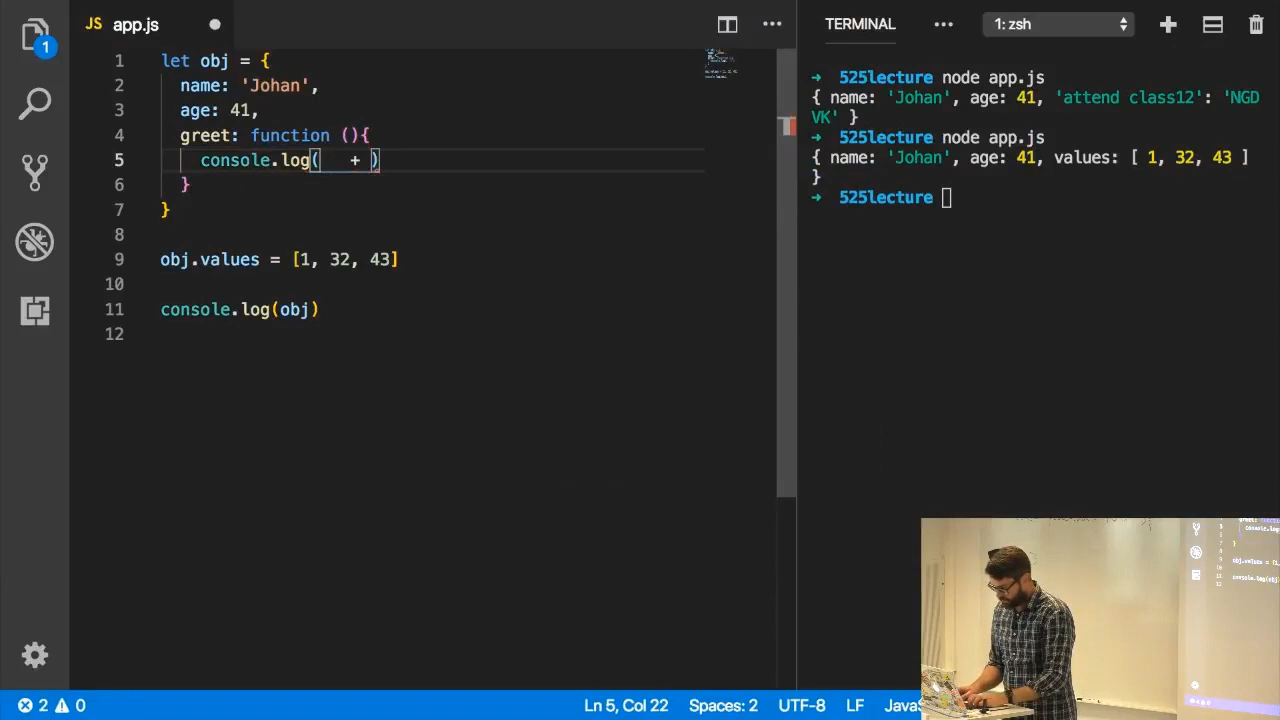 JS app.js
1
TERMINAL
1: zsh
1 let obj = {
2 name: 'Johan',
3 age: 41,
4 greet: function (){
5 console.log(   + )
6 }
7 }
8
9 obj.values = [1, 32, 43]
10
11 console.log(obj)
12
➜ 525lecture node app.js
{ name: 'Johan', age: 41, 'attend class12': 'NGD
VK' }
➜ 525lecture node app.js
{ name: 'Johan', age: 41, values: [ 1, 32, 43 ]
}
➜ 525lecture
2 0
Ln 5, Col 22
Spaces: 2
UTF-8
LF
JavaS